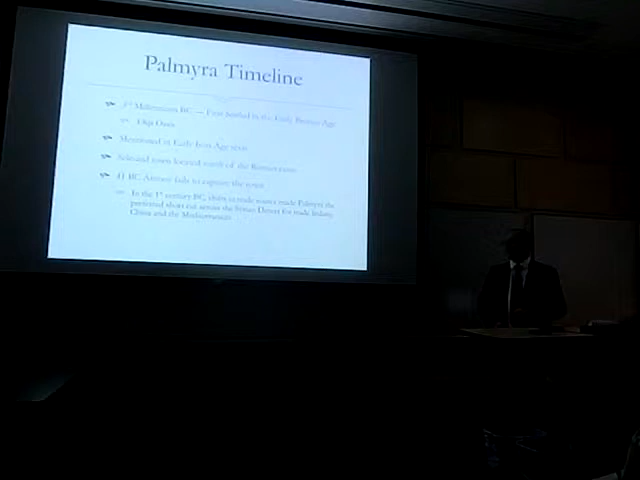 Palmyra Timeline
3rd Millennium BC — First settled in the Early Bronze Age
Efqa Oasis
Mentioned in Early Iron Age texts
town located south of the Roman ruins
41 BC Antony fails to capture the town
In the 1st century BC, shifts in trade routes made Palmyra the
preferred short cut across the Syrian Desert for trade
China and the Mediterranean